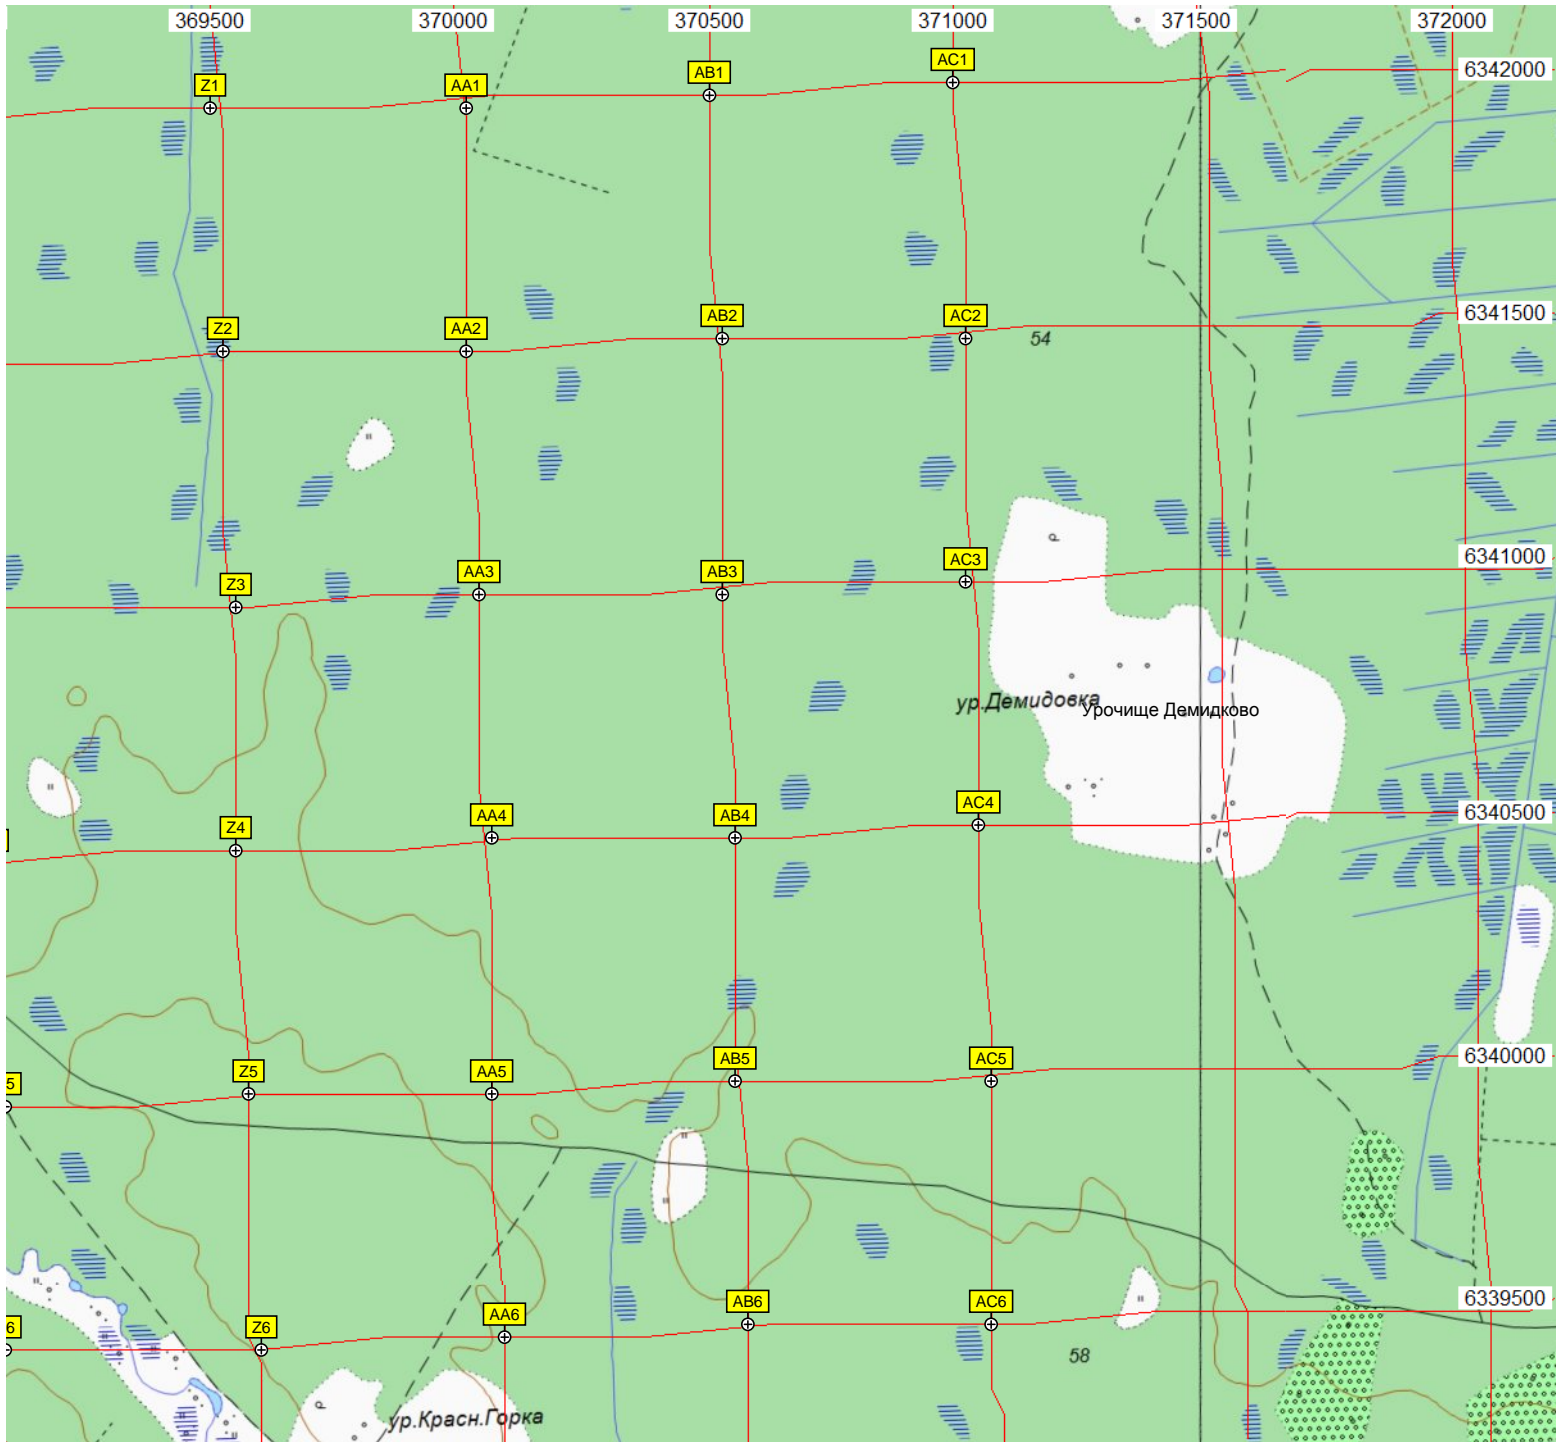 369500 370000 370500 371000 371500 372000
6342000
Z1 AA1 AB1 AC1
6341500
Z2 AA2 AB2 AC2
54
6341000
Z3 AA3 AB3 AC3
ур.Демидовка
Урочище Демидково
6340500
Z4 AA4 AB4 AC4
6340000
5 Z5 AA5 AB5 AC5
6339500
6 Z6 AA6 AB6 AC6
58
ур.Красн.Горка